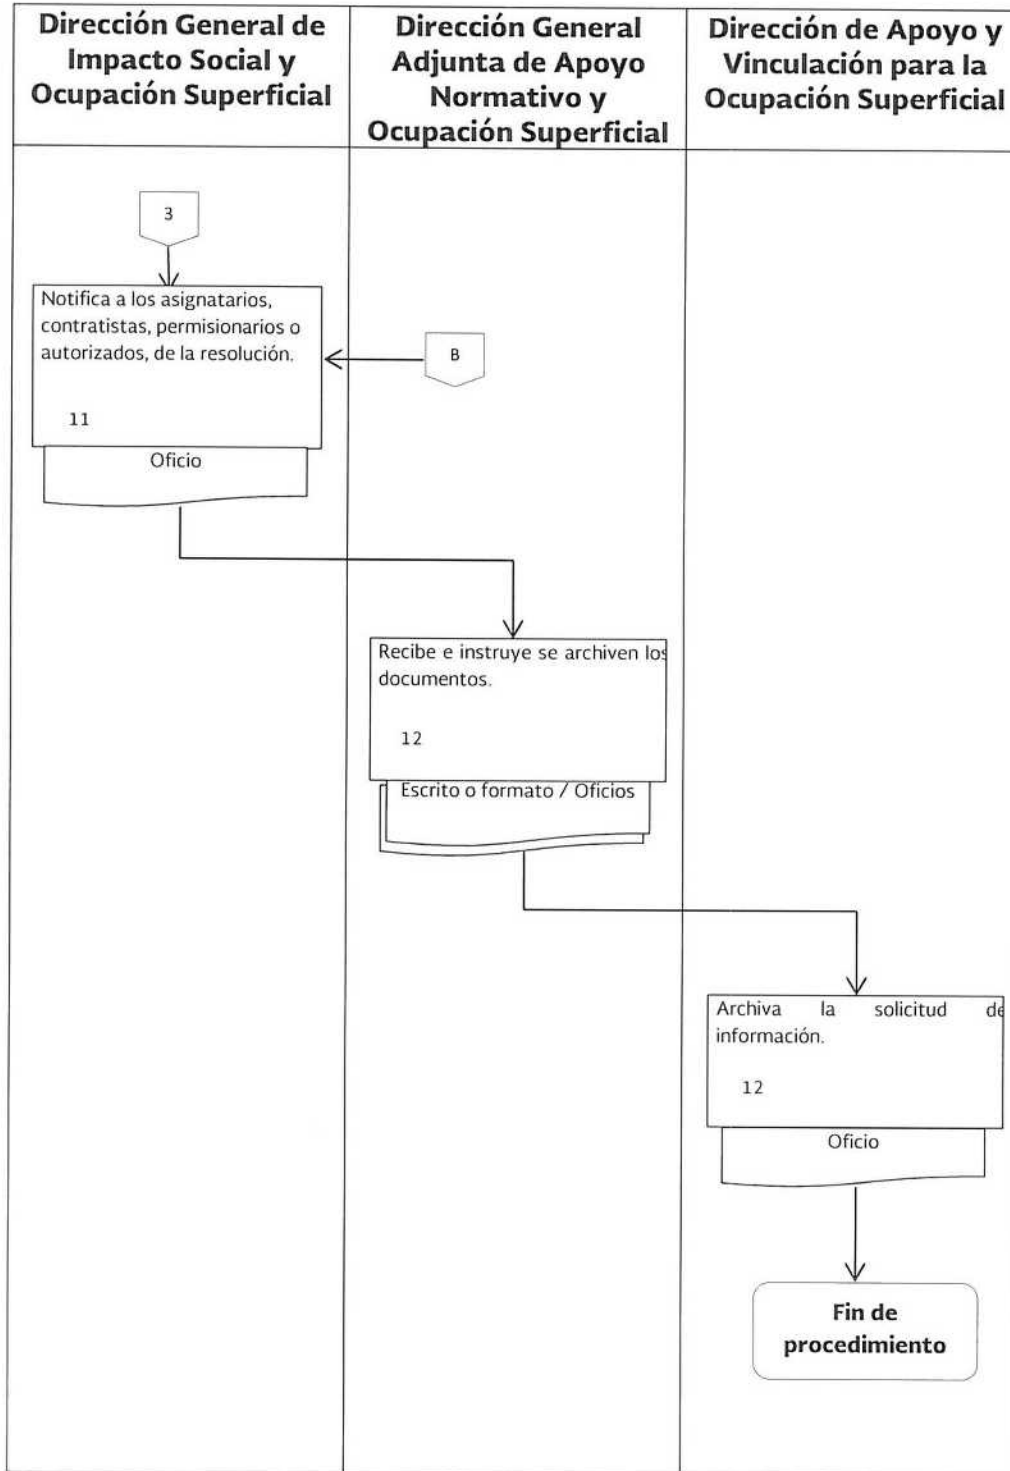 Dirección General de
Impacto Social y
Ocupación Superficial
Dirección General
Adjunta de Apoyo
Normativo y
Ocupación Superficial
Dirección de Apoyo y
Vinculación para la
Ocupación Superficial
3
Notifica a los asignatarios,
contratistas, permisionarios o
autorizados, de la resolución.
11
Oficio
B
Recibe e instruye se archiven los
documentos.
12
Escrito o formato / Oficios
Archiva la solicitud de
información.
12
Oficio
Fin de
procedimiento